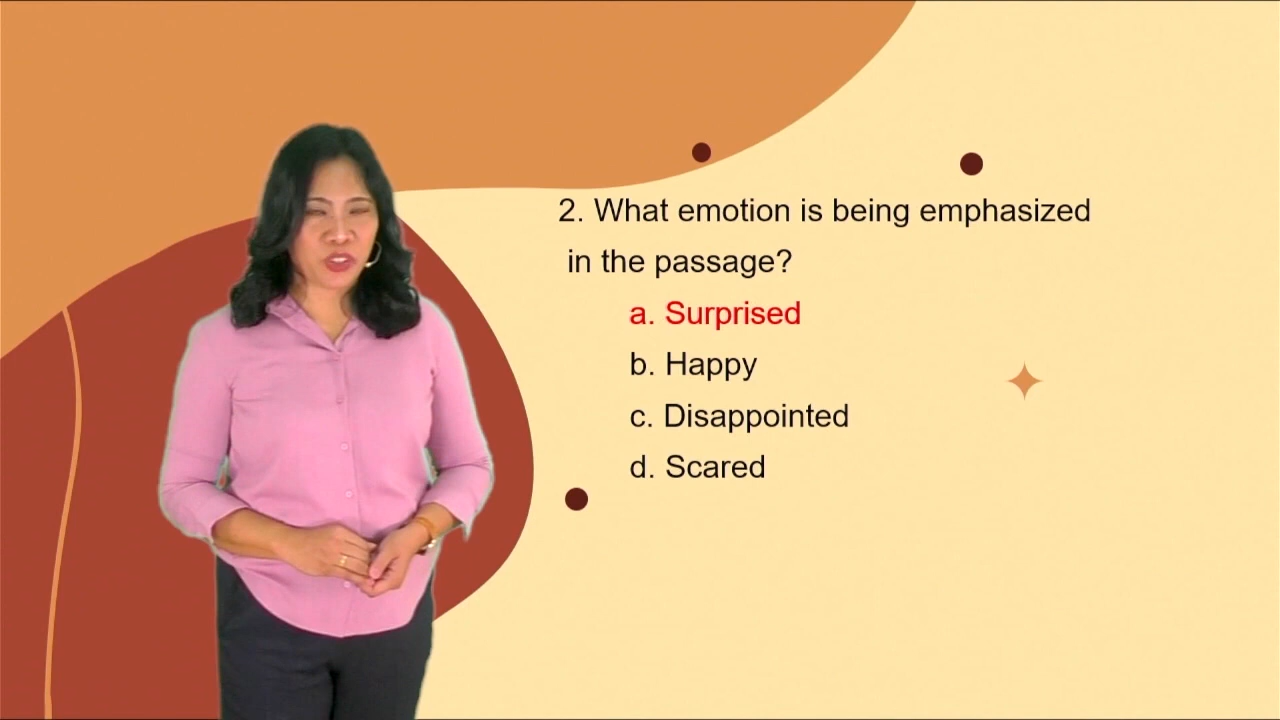 2. What emotion is being emphasized
in the passage?
a. Surprised
b. Happy
c. Disappointed
d. Scared